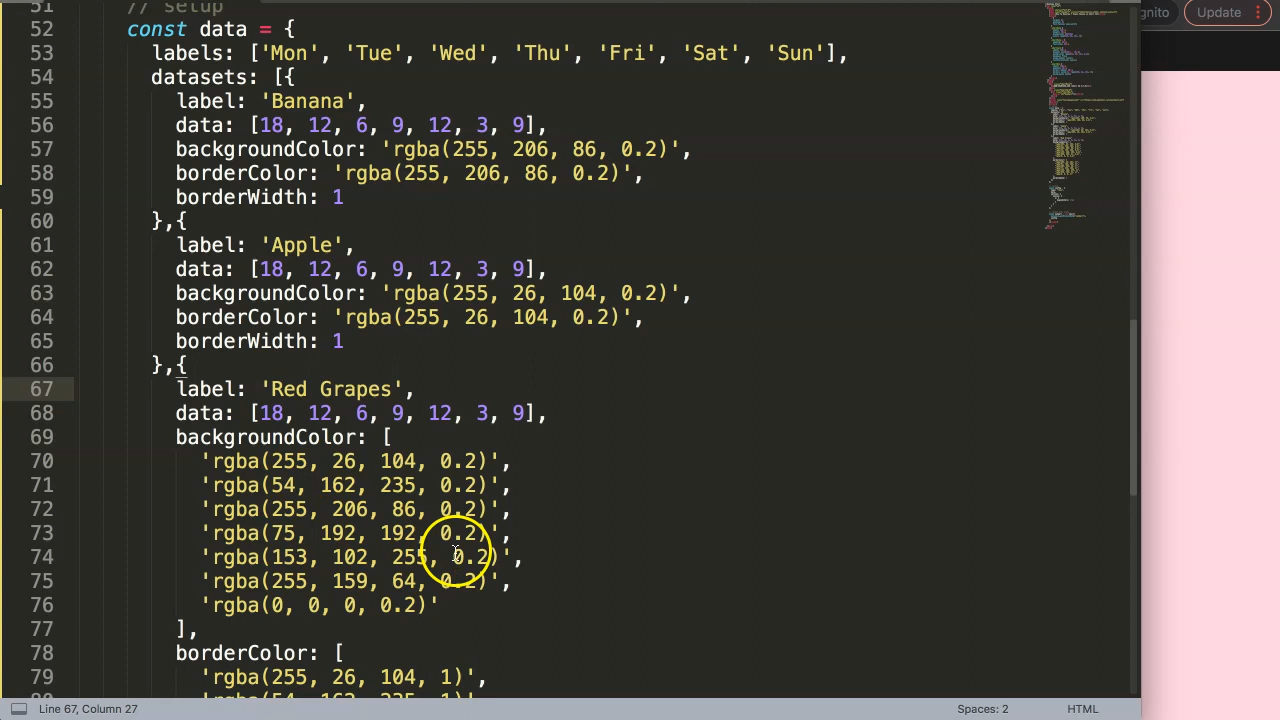 51 // setup
52 const data = {
53 labels: ['Mon', 'Tue', 'Wed', 'Thu', 'Fri', 'Sat', 'Sun'],
54 datasets: [{
55 label: 'Banana',
56 data: [18, 12, 6, 9, 12, 3, 9],
57 backgroundColor: 'rgba(255, 206, 86, 0.2)',
58 borderColor: 'rgba(255, 206, 86, 0.2)',
59 borderWidth: 1
60 },{
61 label: 'Apple',
62 data: [18, 12, 6, 9, 12, 3, 9],
63 backgroundColor: 'rgba(255, 26, 104, 0.2)',
64 borderColor: 'rgba(255, 26, 104, 0.2)',
65 borderWidth: 1
66 },{
67 label: 'Red Grapes',
68 data: [18, 12, 6, 9, 12, 3, 9],
69 backgroundColor: [
70 'rgba(255, 26, 104, 0.2)',
71 'rgba(54, 162, 235, 0.2)',
72 'rgba(255, 206, 86, 0.2)',
73 'rgba(75, 192, 192, 0.2)',
74 'rgba(153, 102, 255, 0.2)',
75 'rgba(255, 159, 64, 0.2)',
76 'rgba(0, 0, 0, 0.2)'
77 ],
78 borderColor: [
79 'rgba(255, 26, 104, 1)',
80 'rgba(54, 162, 235, 1)',
Line 67, Column 27
Spaces: 2
HTML
gnito
Update